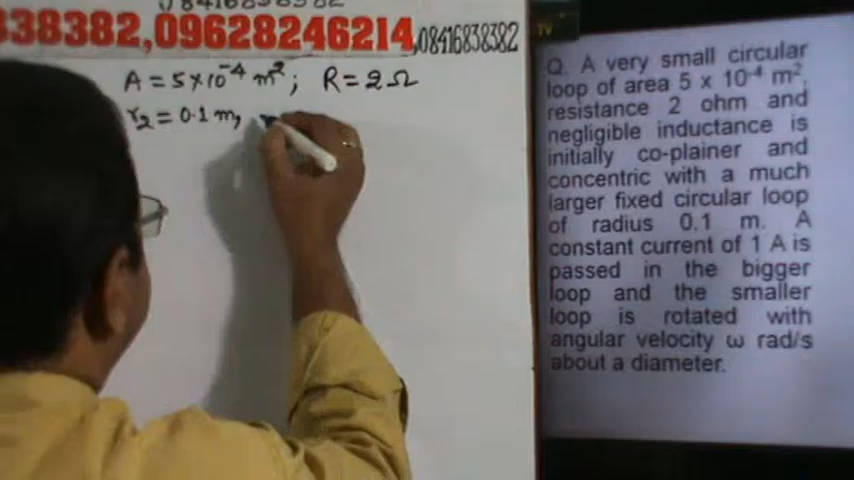 38382,09628246214,08416838382
A = 5×10⁻⁴ m²; R = 2 Ω
r₂ = 0.1 m,
TV
Q. A very small circular
loop of area 5 x 10⁻⁴ m²,
resistance 2 ohm and
negligible inductance is
initially co-plainer and
concentric with a much
larger fixed circular loop
of radius 0.1 m. A
constant current of 1 A is
passed in the bigger
loop and the smaller
loop is rotated with
angular velocity ω rad/s
about a diameter.